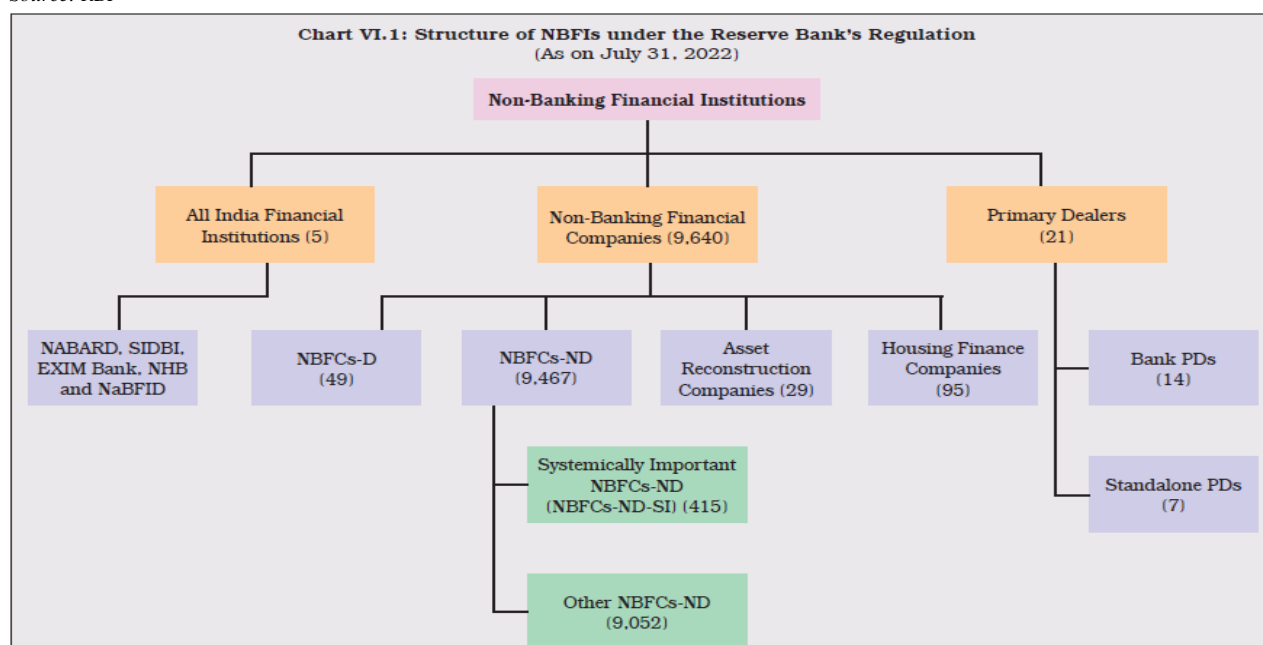 Source: RBI
Chart VI.1: Structure of NBFIs under the Reserve Bank's Regulation
(As on July 31, 2022)
Non-Banking Financial Institutions
All India Financial
Institutions (5)
Non-Banking Financial
Companies (9,640)
Primary Dealers
(21)
NABARD, SIDBI,
EXIM Bank, NHB
and NaBFID
NBFCs-D
(49)
NBFCs-ND
(9,467)
Asset
Reconstruction
Companies (29)
Housing Finance
Companies
(95)
Bank PDs
(14)
Systemically Important
NBFCs-ND
(NBFCs-ND-SI) (415)
Standalone PDs
(7)
Other NBFCs-ND
(9,052)